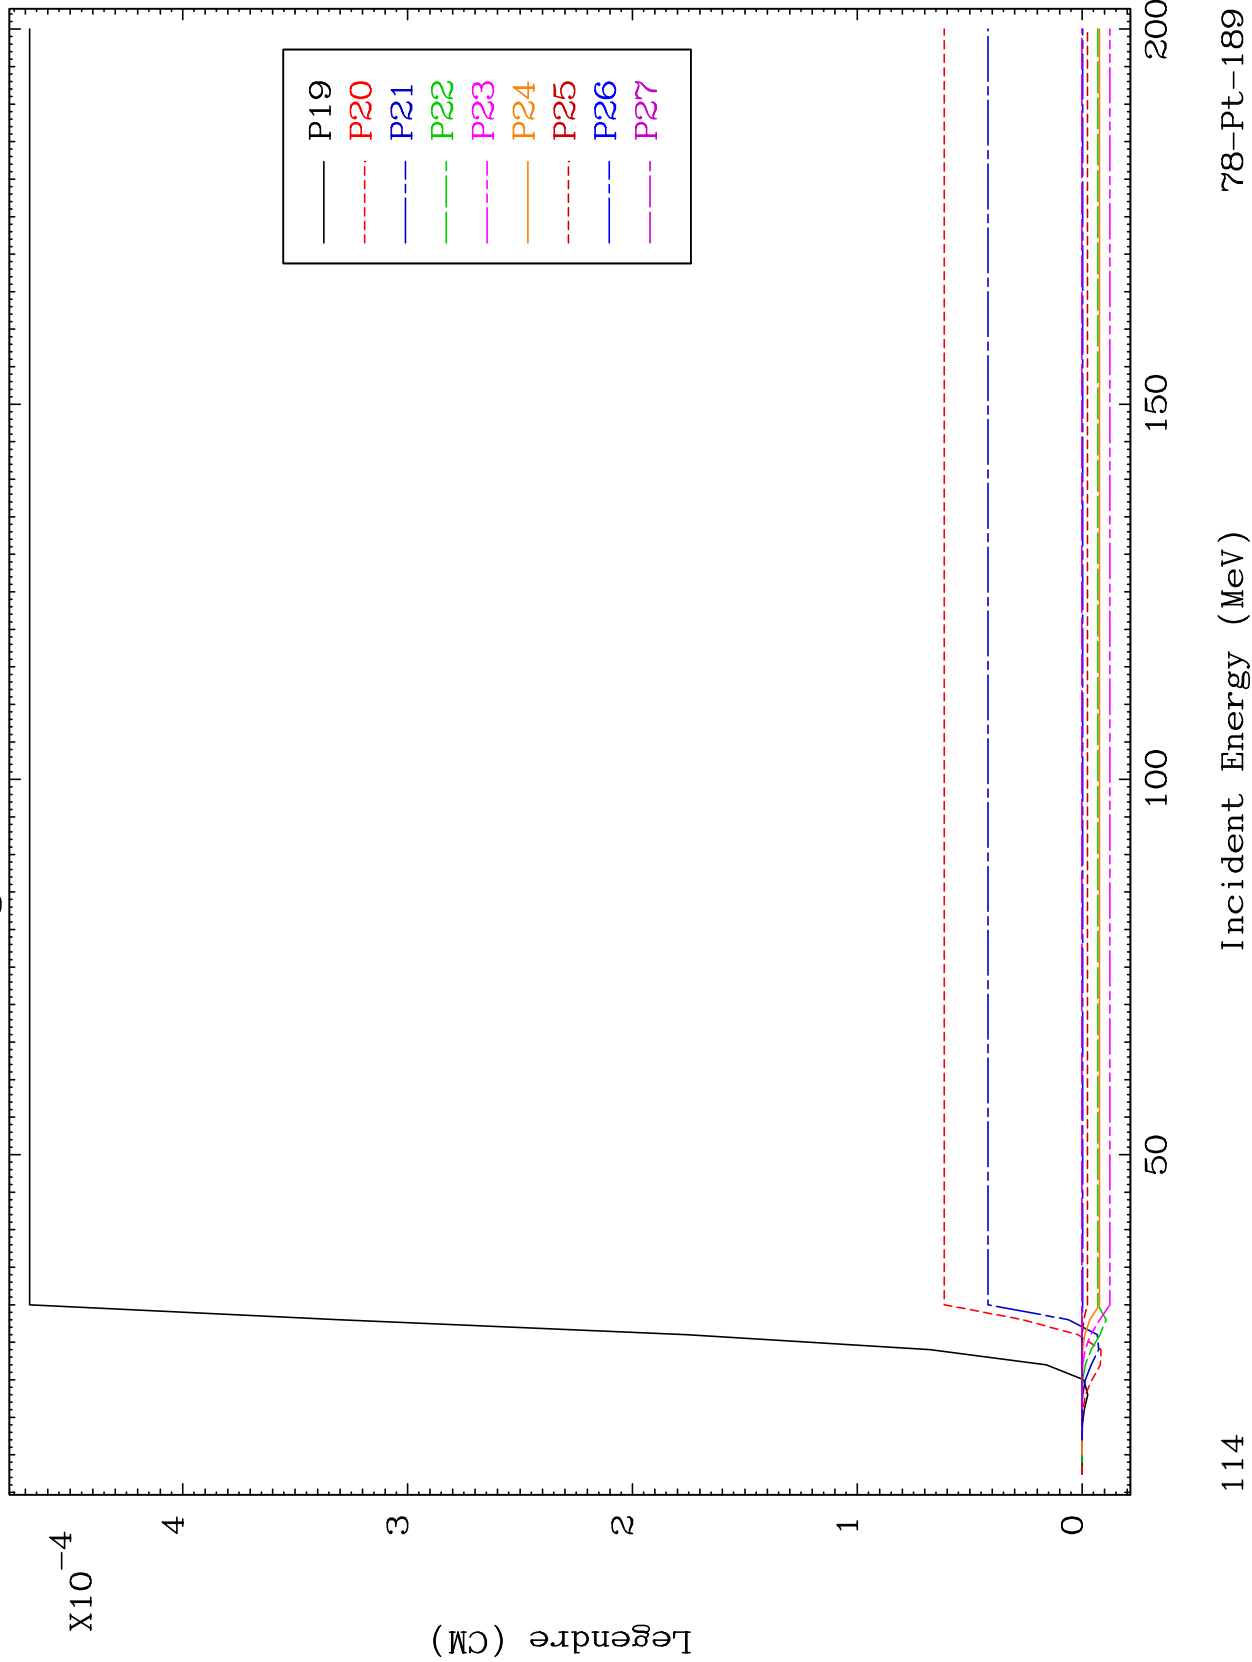 X10-4
4
3
2
1
0
Legendre (CM)
P19
P20
P21
P22
P23
P24
P25
P26
P27
50
100
150
200
Incident Energy (MeV)
114
78-Pt-189